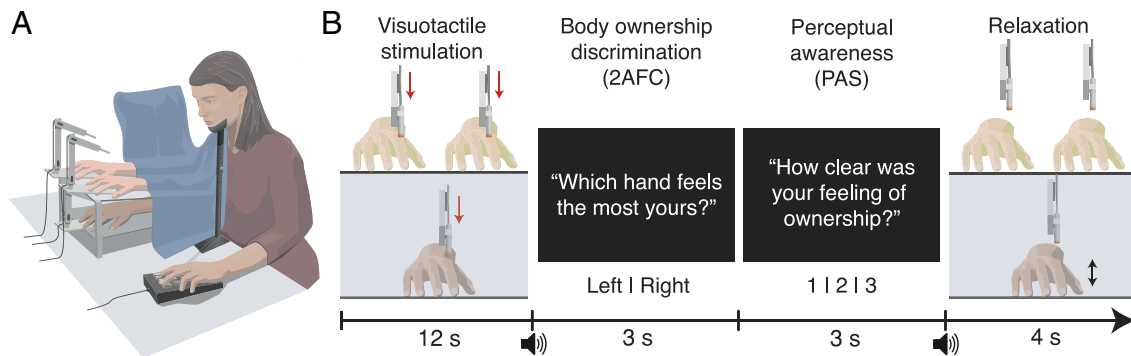 A
B
Visuotactile
stimulation
Body ownership
discrimination
(2AFC)
Perceptual
awareness
(PAS)
Relaxation
“Which hand feels
the most yours?”
“How clear was
your feeling of
ownership?”
Left | Right
1 | 2 | 3
12 s
3 s
3 s
4 s